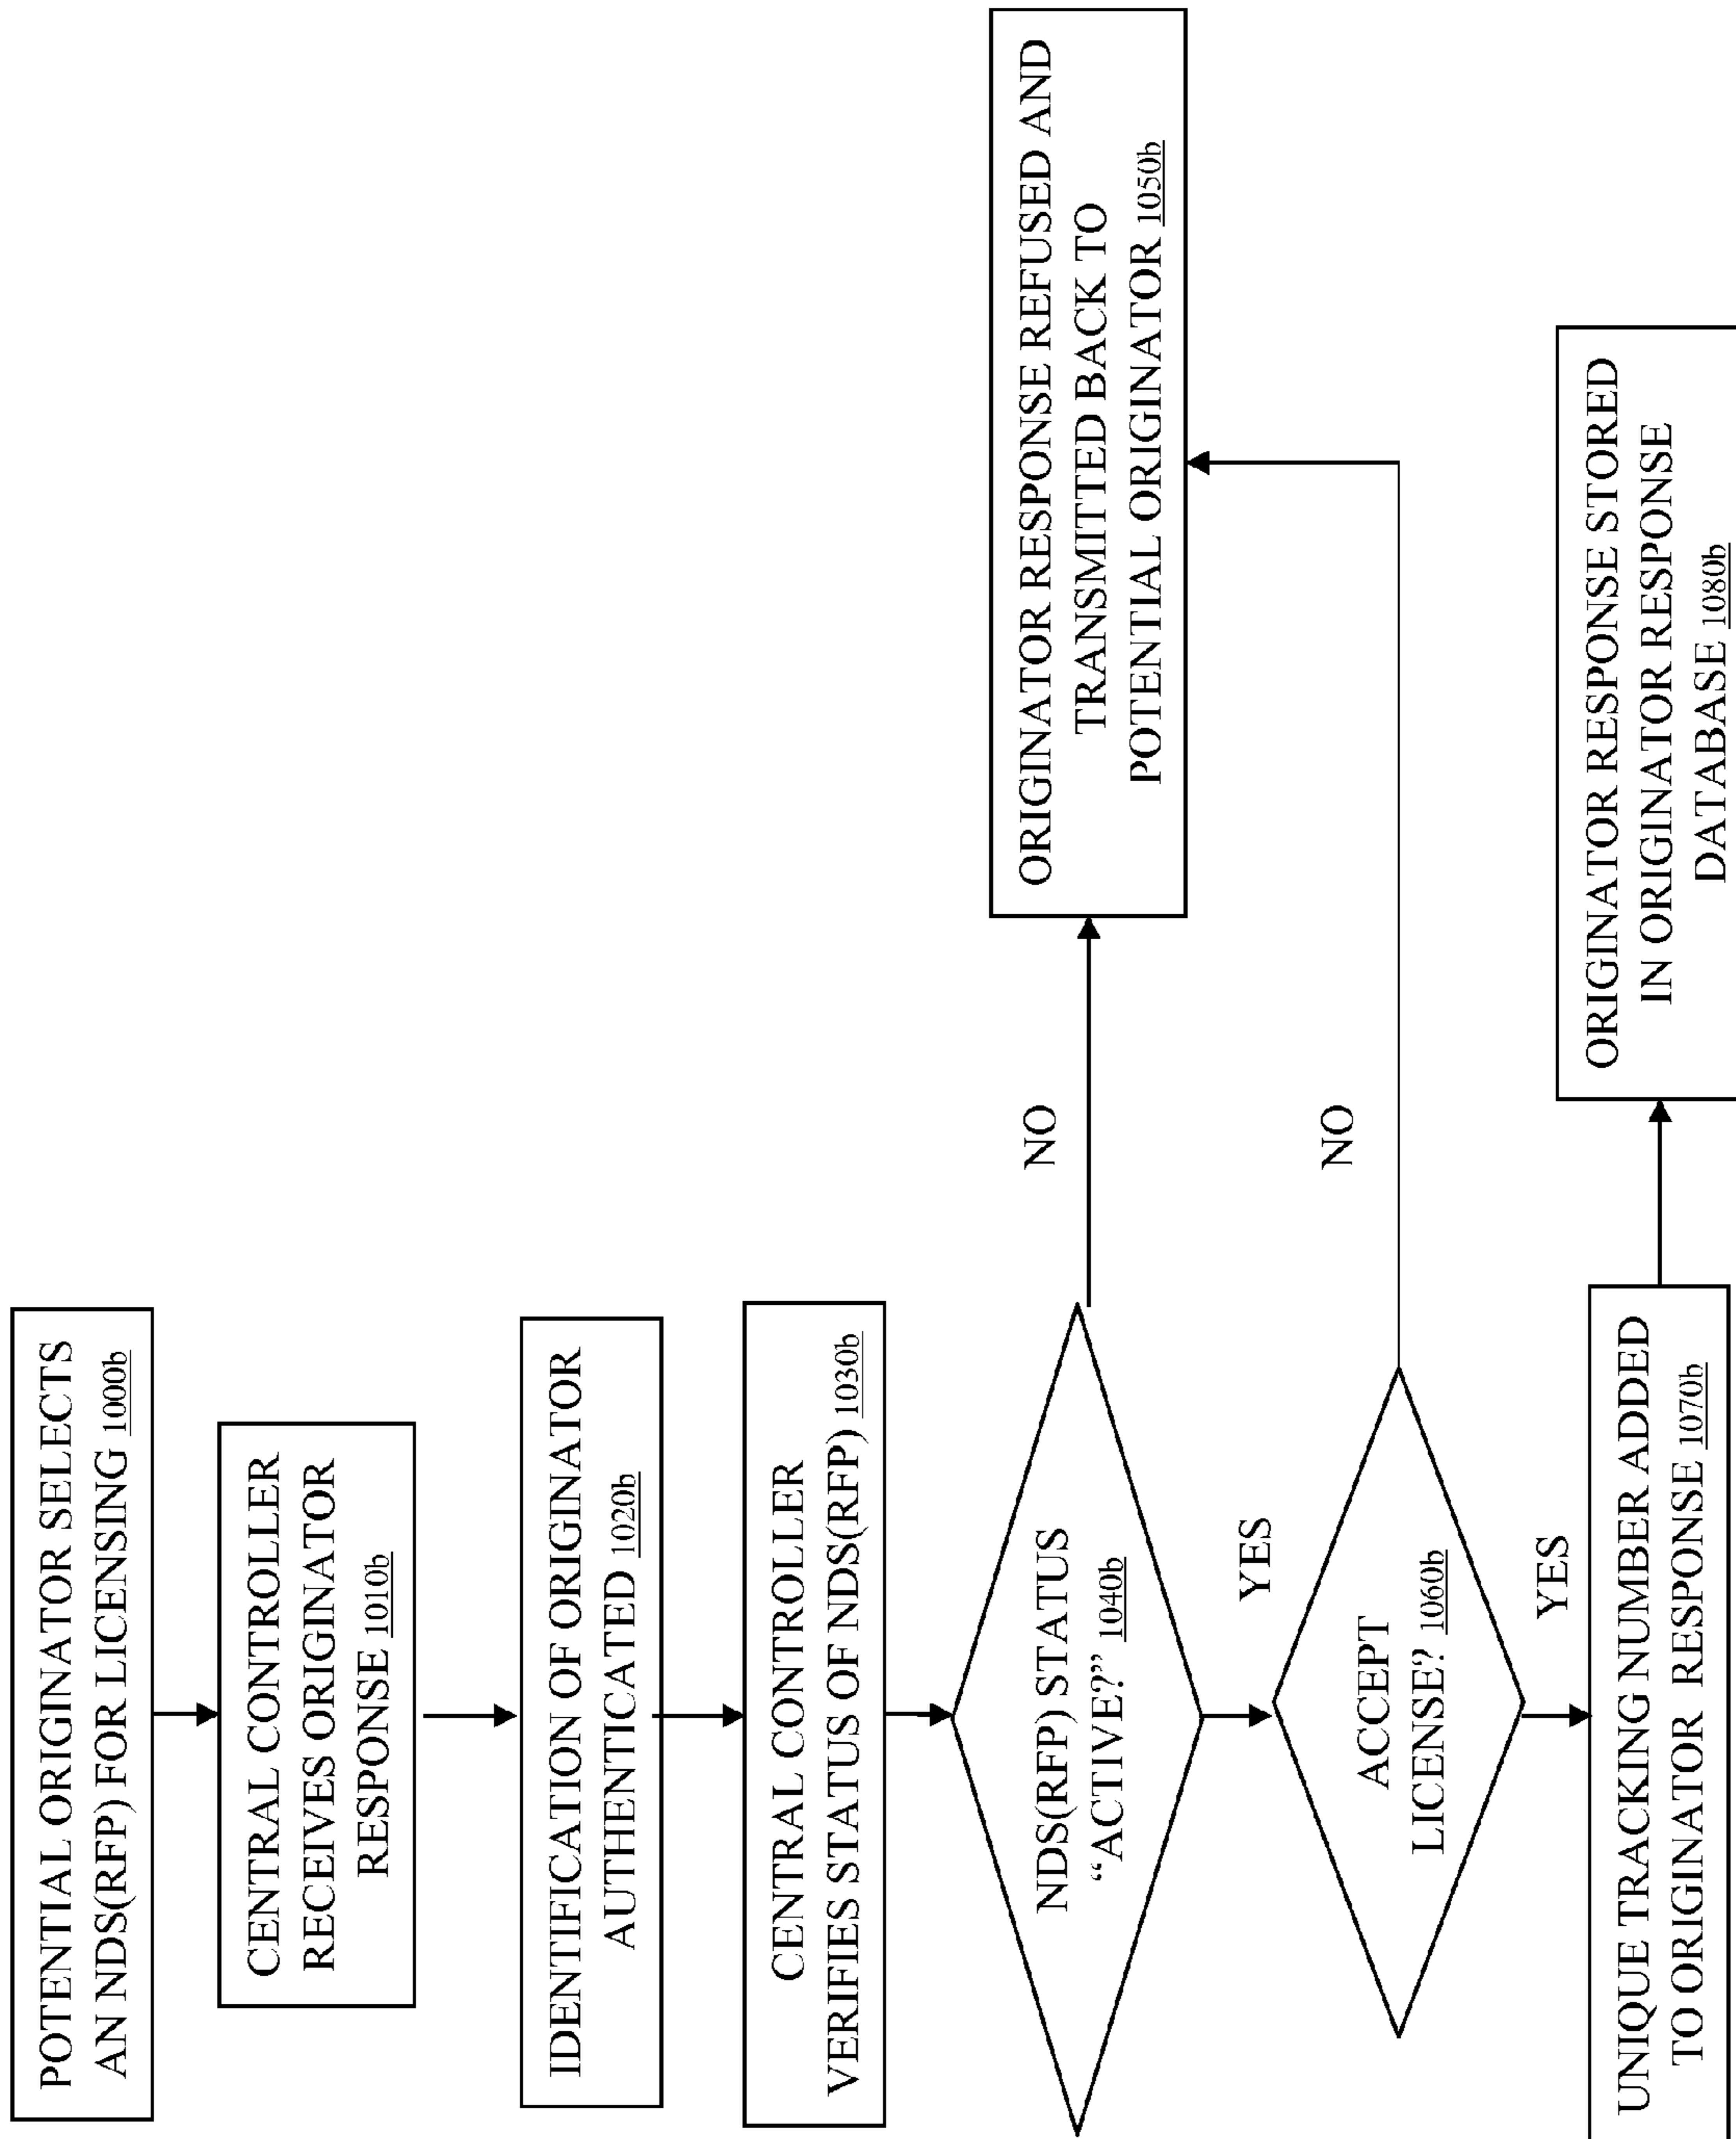 POTENTIAL ORIGINATOR SELECTS
AN NDS(RFP) FOR LICENSING 1000b
CENTRAL CONTROLLER
RECEIVES ORIGINATOR
RESPONSE 1010b
IDENTIFICATION OF ORIGINATOR
AUTHENTICATED 1020b
CENTRAL CONTROLLER
VERIFIES STATUS OF NDS(RFP) 1030b
NDS(RFP) STATUS
“ACTIVE?” 1040b
NO
ORIGINATOR RESPONSE REFUSED AND
TRANSMITTED BACK TO
POTENTIAL ORIGINATOR 1050b
YES
ACCEPT
LICENSE? 1060b
NO
YES
UNIQUE TRACKING NUMBER ADDED
TO ORIGINATOR RESPONSE 1070b
ORIGINATOR RESPONSE STORED
IN ORIGINATOR RESPONSE
DATABASE 1080b